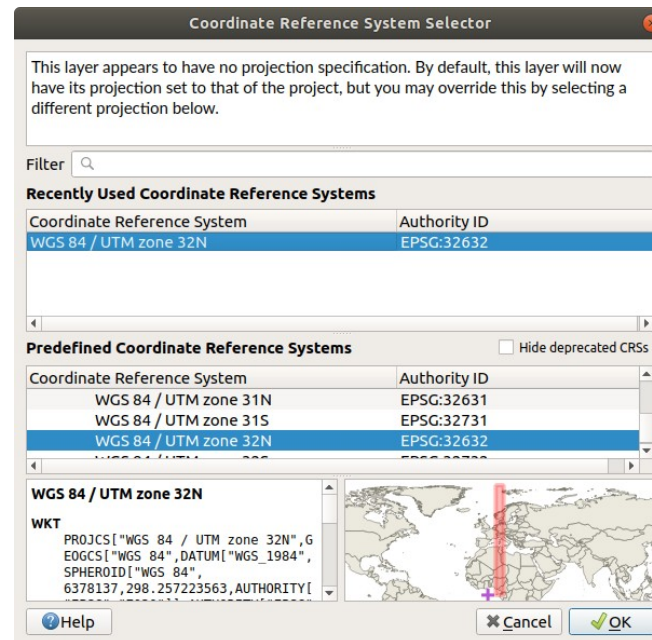 Coordinate Reference System Selector
This layer appears to have no projection specification. By default, this layer will now
have its projection set to that of the project, but you may override this by selecting a
different projection below.
Filter
Recently Used Coordinate Reference Systems
Coordinate Reference System Authority ID
WGS 84 / UTM zone 32N EPSG:32632
Predefined Coordinate Reference Systems Hide deprecated CRSs
Coordinate Reference System Authority ID
WGS 84 / UTM zone 31N EPSG:32631
WGS 84 / UTM zone 31S EPSG:32731
WGS 84 / UTM zone 32N EPSG:32632
WGS 84 / UTM zone 32N
WKT
PROJCS["WGS 84 / UTM zone 32N",G
EOGCS["WGS 84",DATUM["WGS_1984",
SPHEROID["WGS 84",
6378137,298.257223563,AUTHORITY[
Help Cancel OK